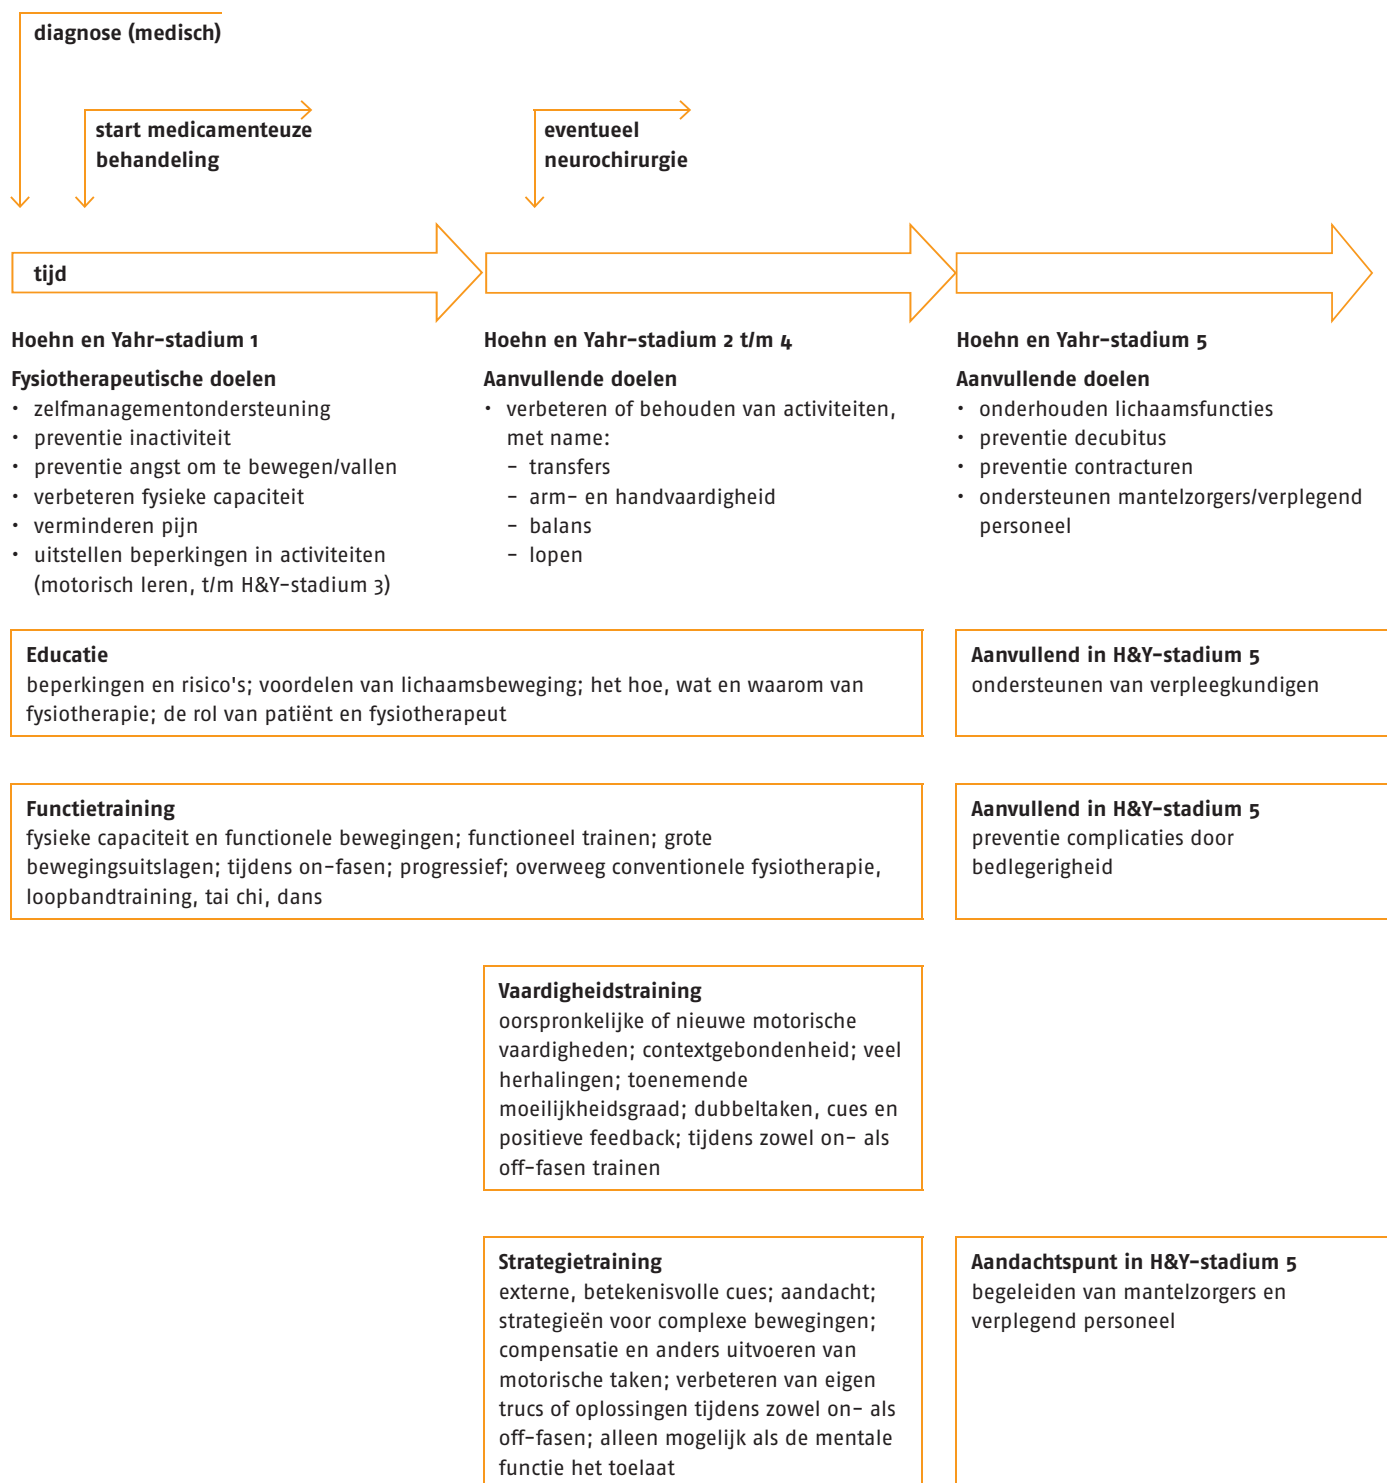 diagnose (medisch)
start medicamenteuze
behandeling
eventueel
neurochirurgie
tijd
Hoehn en Yahr-stadium 1
Fysiotherapeutische doelen
• zelfmanagementondersteuning
• preventie inactiviteit
• preventie angst om te bewegen/vallen
• verbeteren fysieke capaciteit
• verminderen pijn
• uitstellen beperkingen in activiteiten
(motorisch leren, t/m H&Y-stadium 3)
Hoehn en Yahr-stadium 2 t/m 4
Aanvullende doelen
• verbeteren of behouden van activiteiten,
met name:
- transfers
- arm- en handvaardigheid
- balans
- lopen
Hoehn en Yahr-stadium 5
Aanvullende doelen
• onderhouden lichaamsfuncties
• preventie decubitus
• preventie contracturen
• ondersteunen mantelzorgers/verplegend
personeel
Educatie
beperkingen en risico's; voordelen van lichaamsbeweging; het hoe, wat en waarom van
fysiotherapie; de rol van patiënt en fysiotherapeut
Aanvullend in H&Y-stadium 5
ondersteunen van verpleegkundigen
Functietraining
fysieke capaciteit en functionele bewegingen; functioneel trainen; grote
bewegingsuitslagen; tijdens on-fasen; progressief; overweeg conventionele fysiotherapie,
loopbandtraining, tai chi, dans
Aanvullend in H&Y-stadium 5
preventie complicaties door
bedlegerigheid
Vaardigheidstraining
oorspronkelijke of nieuwe motorische
vaardigheden; contextgebondenheid; veel
herhalingen; toenemende
moeilijkheidsgraad; dubbeltaken, cues en
positieve feedback; tijdens zowel on- als
off-fasen trainen
Strategietraining
externe, betekenisvolle cues; aandacht;
strategieën voor complexe bewegingen;
compensatie en anders uitvoeren van
motorische taken; verbeteren van eigen
trucs of oplossingen tijdens zowel on- als
off-fasen; alleen mogelijk als de mentale
functie het toelaat
Aandachtspunt in H&Y-stadium 5
begeleiden van mantelzorgers en
verplegend personeel